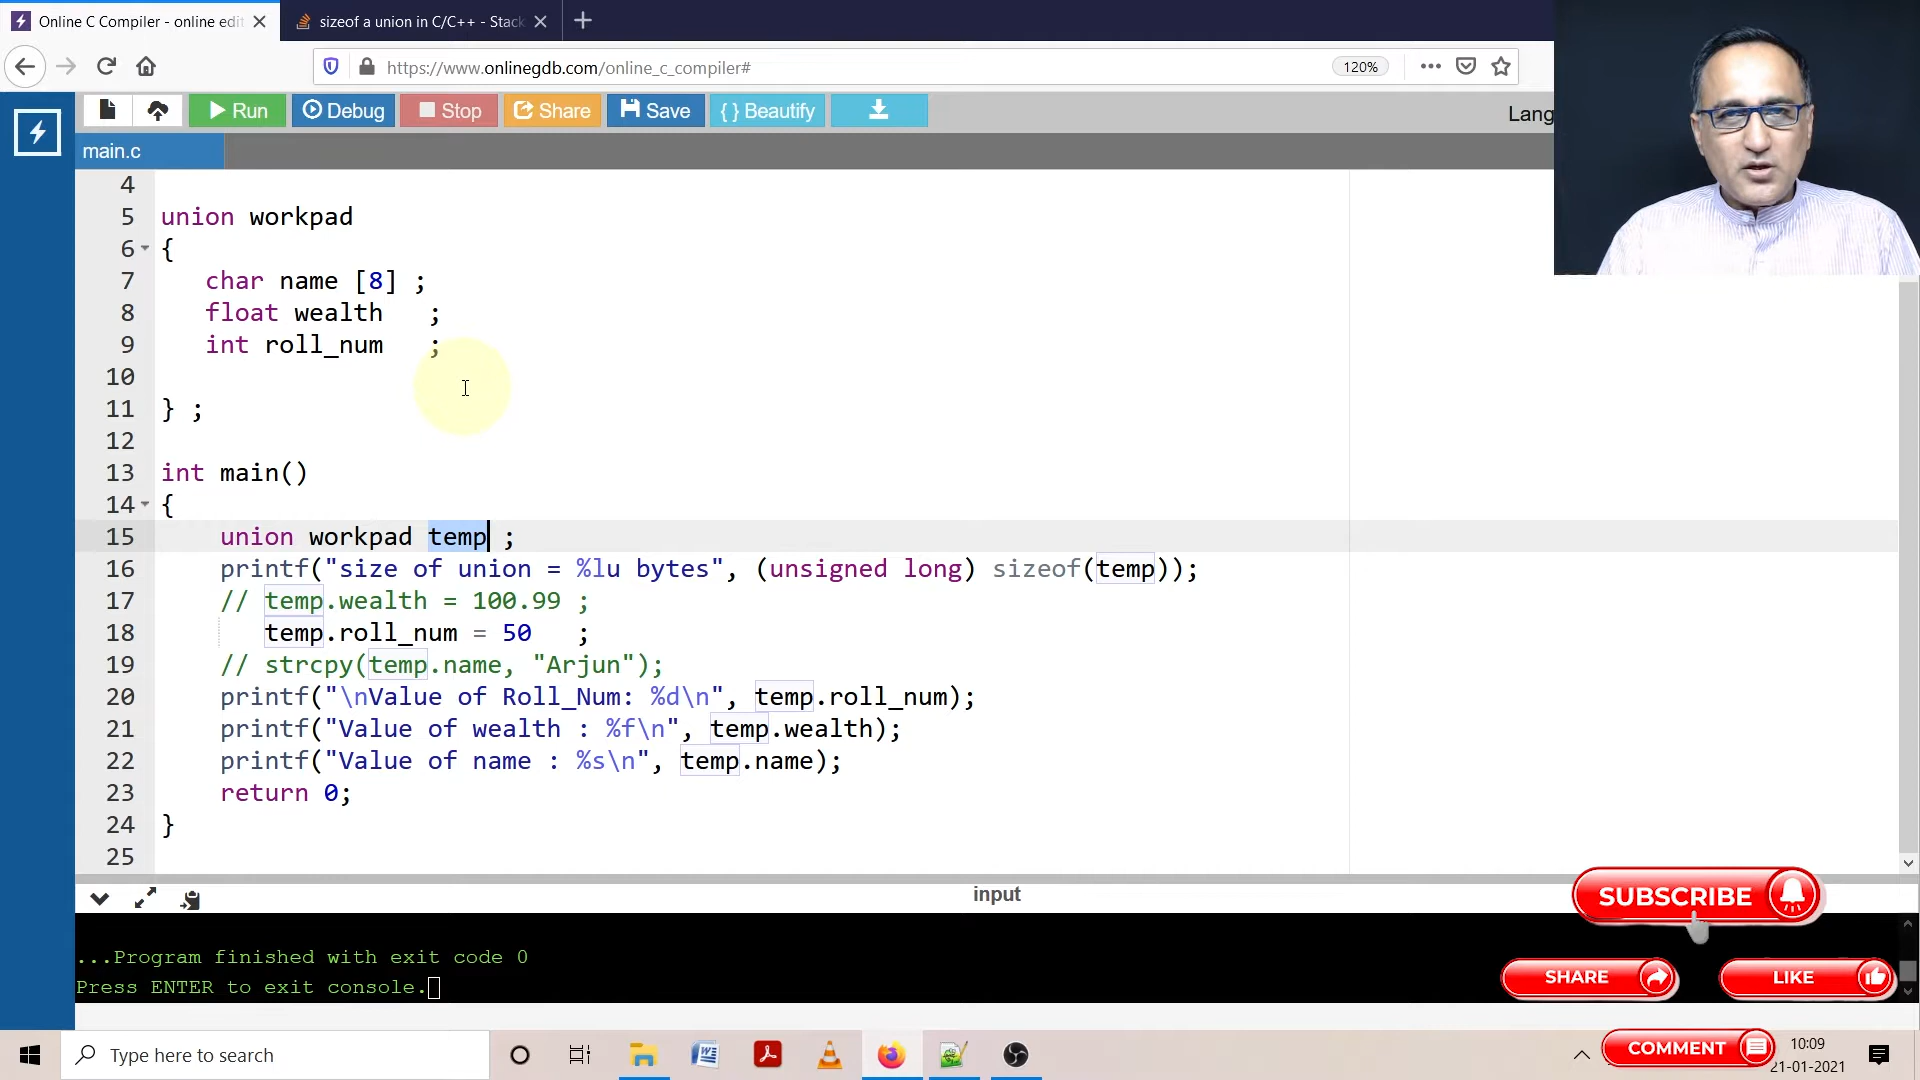 Online C Compiler - online edit
sizeof a union in C/C++ - Stack
https://www.onlinegdb.com/online_c_compiler#
120%
Run
Debug
Stop
Share
Save
{ } Beautify
Lang
main.c
4
5 union workpad
6 {
7 char name [8] ;
8 float wealth ;
9 int roll_num ;
10
11 } ;
12
13 int main()
14 {
15 union workpad temp ;
16 printf("size of union = %lu bytes", (unsigned long) sizeof(temp));
17 // temp.wealth = 100.99 ;
18 temp.roll_num = 50 ;
19 // strcpy(temp.name, "Arjun");
20 printf("\nValue of Roll_Num: %d\n", temp.roll_num);
21 printf("Value of wealth : %f\n", temp.wealth);
22 printf("Value of name : %s\n", temp.name);
23 return 0;
24 }
25
input
SUBSCRIBE
...Program finished with exit code 0
Press ENTER to exit console.
SHARE
LIKE
Type here to search
COMMENT
10:09
21-01-2021